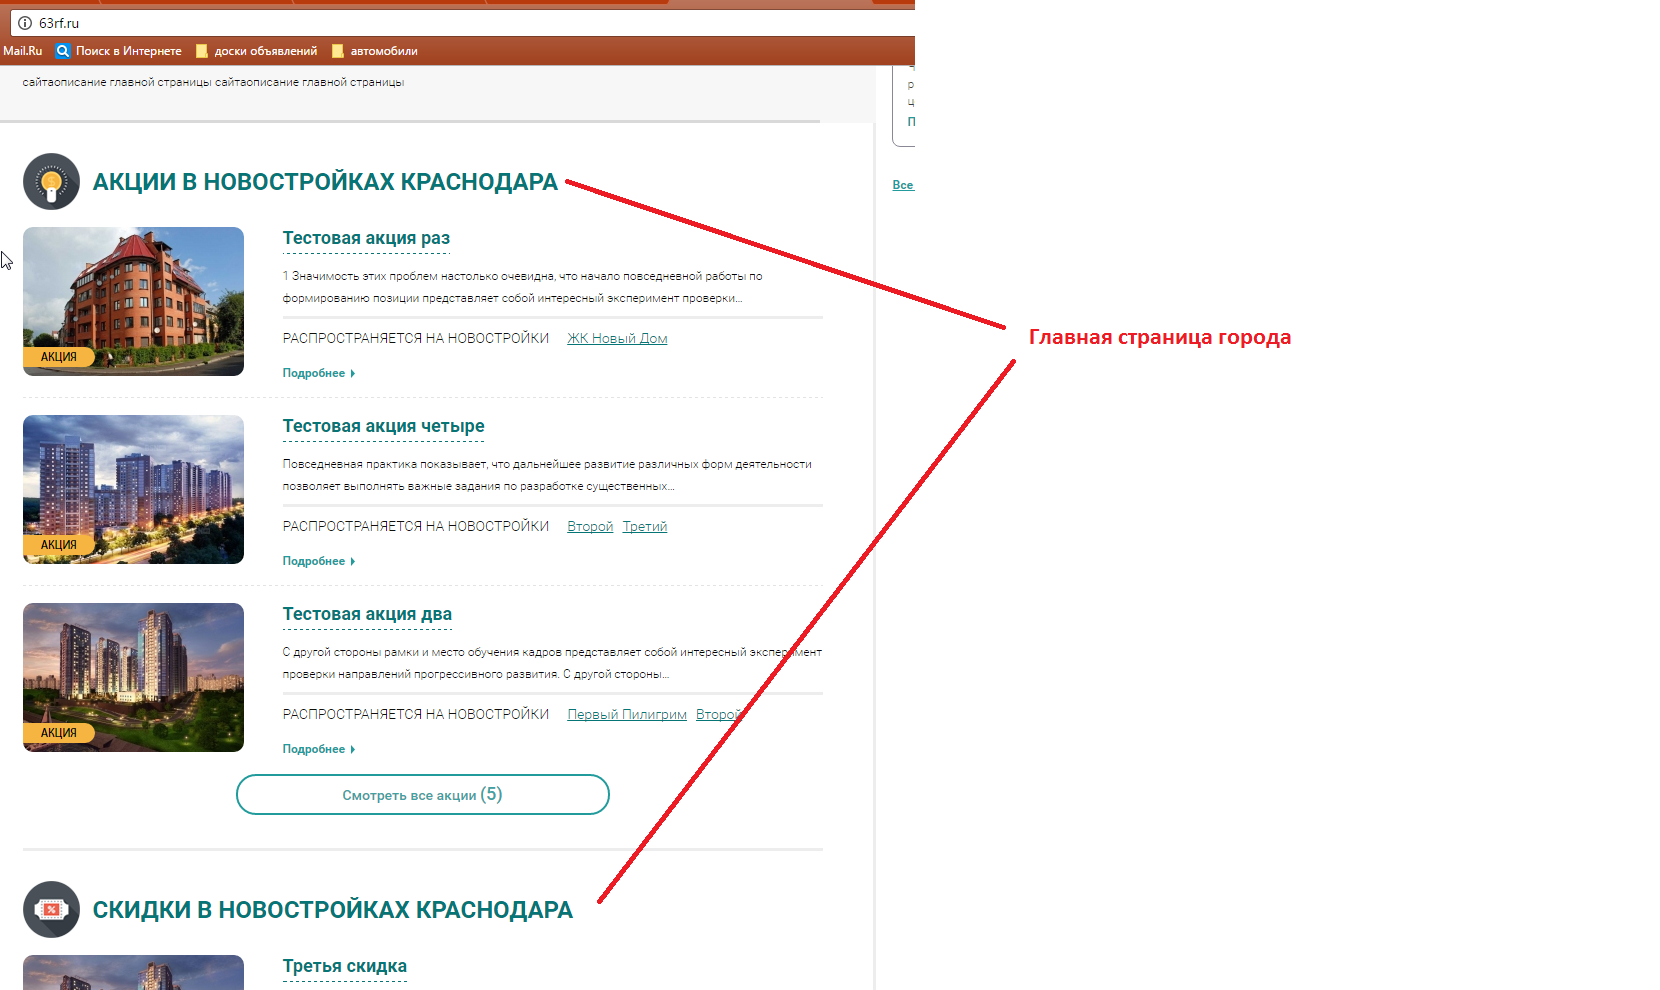 63rf.ru
Mail.Ru Поиск в Интернете доски объявлений автомобили
сайтаописание главной страницы сайтаописание главной страницы
р
ц
П
Все
АКЦИИ В НОВОСТРОЙКАХ КРАСНОДАРА
Тестовая акция раз
1 Значимость этих проблем настолько очевидна, что начало повседневной работы по
формированию позиции представляет собой интересный эксперимент проверки...
РАСПРОСТРАНЯЕТСЯ НА НОВОСТРОЙКИ ЖК Новый Дом
АКЦИЯ
Подробнее
Главная страница города
Тестовая акция четыре
Повседневная практика показывает, что дальнейшее развитие различных форм деятельности
позволяет выполнять важные задания по разработке существенных...
РАСПРОСТРАНЯЕТСЯ НА НОВОСТРОЙКИ Второй Третий
АКЦИЯ
Подробнее
Тестовая акция два
С другой стороны рамки и место обучения кадров представляет собой интересный эксперимент
проверки направлений прогрессивного развития. С другой стороны...
РАСПРОСТРАНЯЕТСЯ НА НОВОСТРОЙКИ Первый Пилигрим Второй
АКЦИЯ
Подробнее
Смотреть все акции (5)
СКИДКИ В НОВОСТРОЙКАХ КРАСНОДАРА
Третья скидка